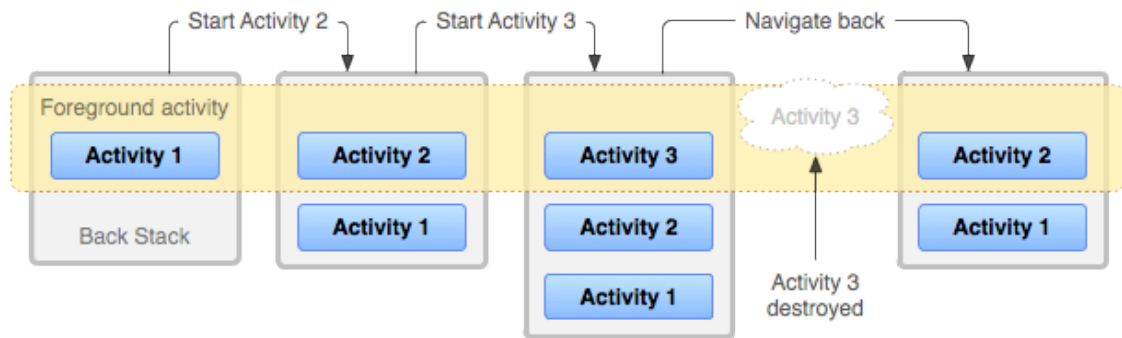 Start Activity 2
Start Activity 3
Navigate back
Foreground activity
Activity 3
Activity 1
Activity 2
Activity 3
Activity 2
Back Stack
Activity 1
Activity 2
Activity 1
Activity 1
Activity 3
destroyed